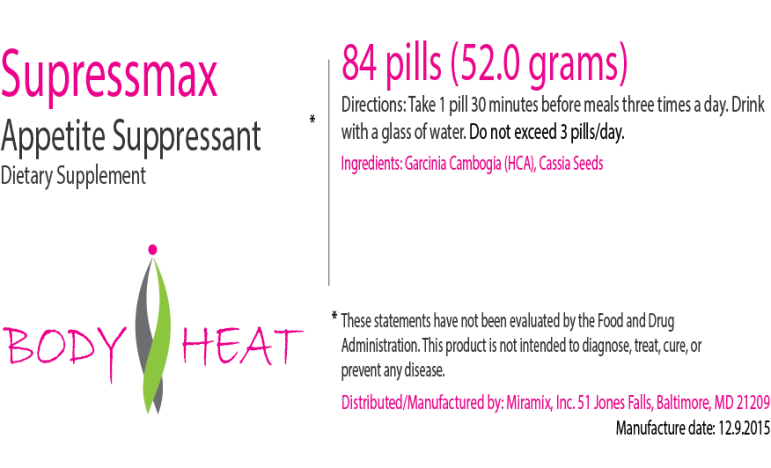 Supressmax
Appetite Suppressant *
Dietary Supplement
BODY HEAT
84 pills (52.0 grams)
Directions: Take 1 pill 30 minutes before meals three times a day. Drink
with a glass of water. Do not exceed 3 pills/day.
Ingredients: Garcinia Cambogia (HCA), Cassia Seeds
* These statements have not been evaluated by the Food and Drug
Administration. This product is not intended to diagnose, treat, cure, or
prevent any disease.
Distributed/Manufactured by: Miramix, Inc. 51 Jones Falls, Baltimore, MD 21209
Manufacture date: 12.9.2015